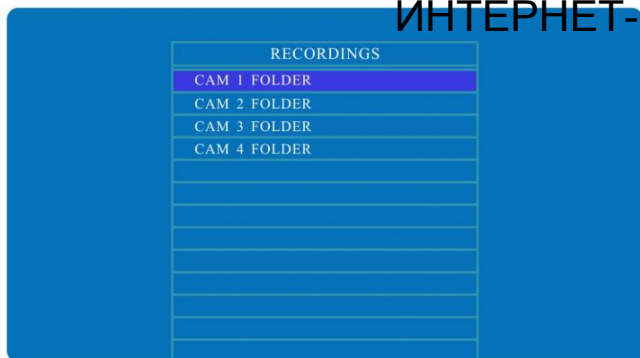 ИНТЕРНЕТ-
RECORDINGS
CAM 1 FOLDER
CAM 2 FOLDER
CAM 3 FOLDER
CAM 4 FOLDER